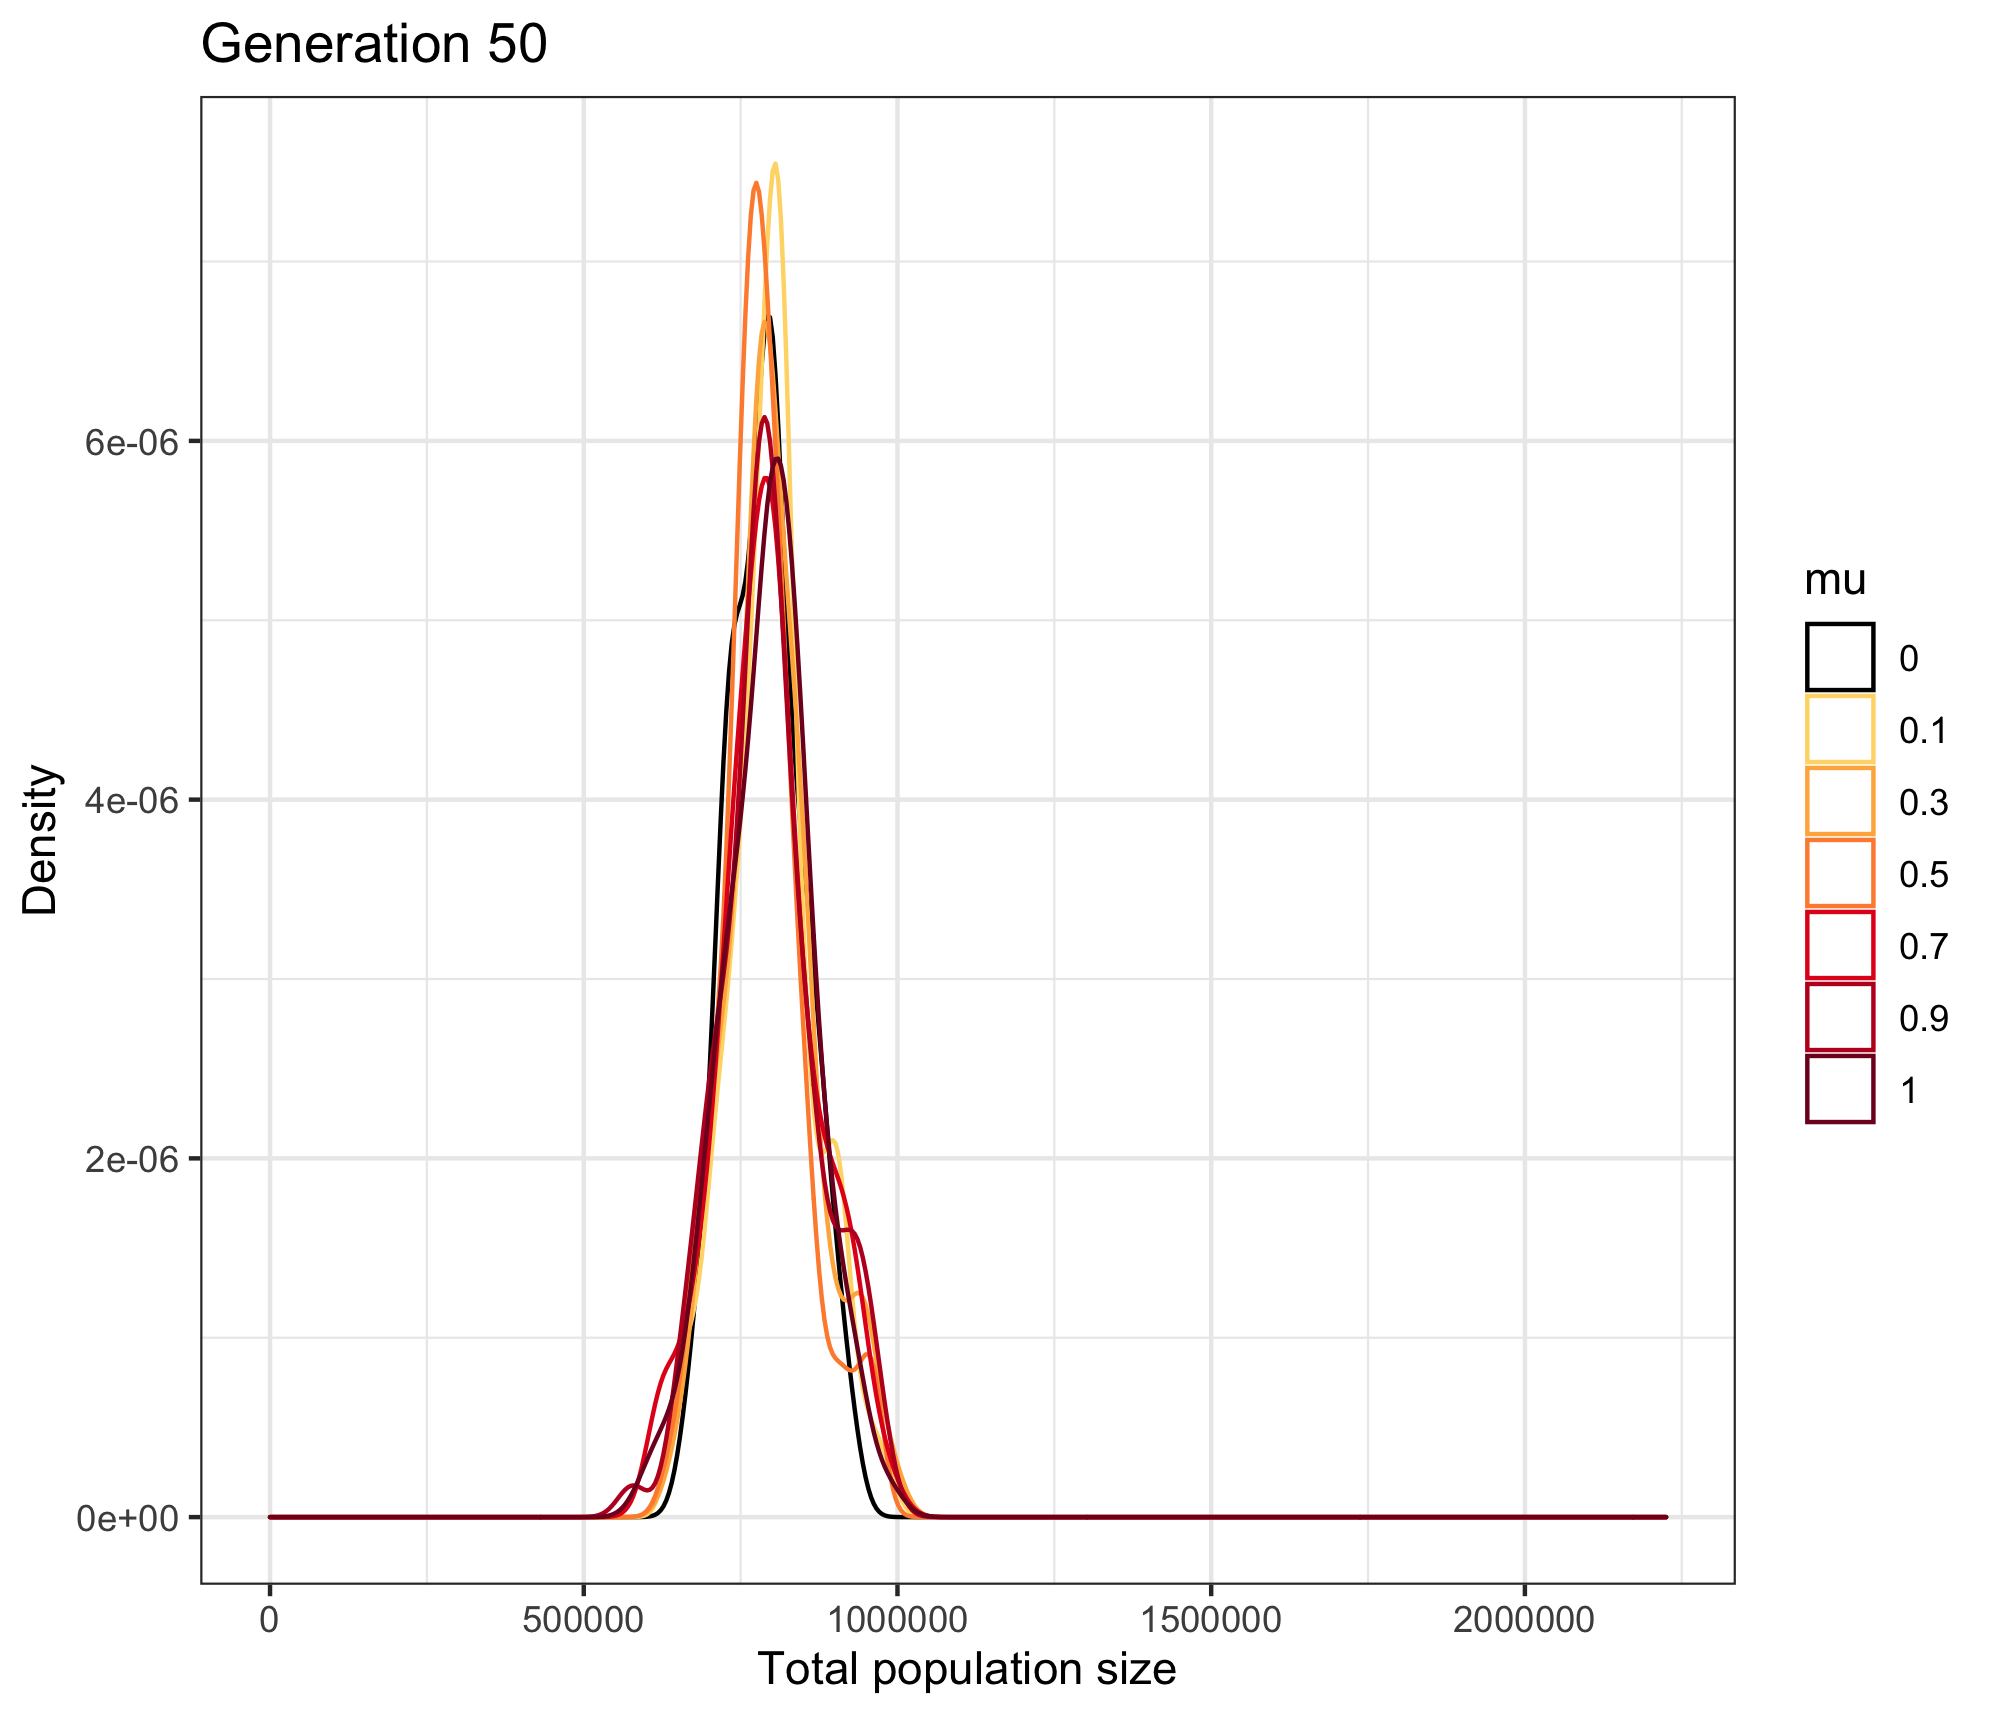 Generation 50
Density
6e-06
4e-06
2e-06
0e+00
0
500000
1000000
1500000
2000000
Total population size
mu
0
0.1
0.3
0.5
0.7
0.9
1